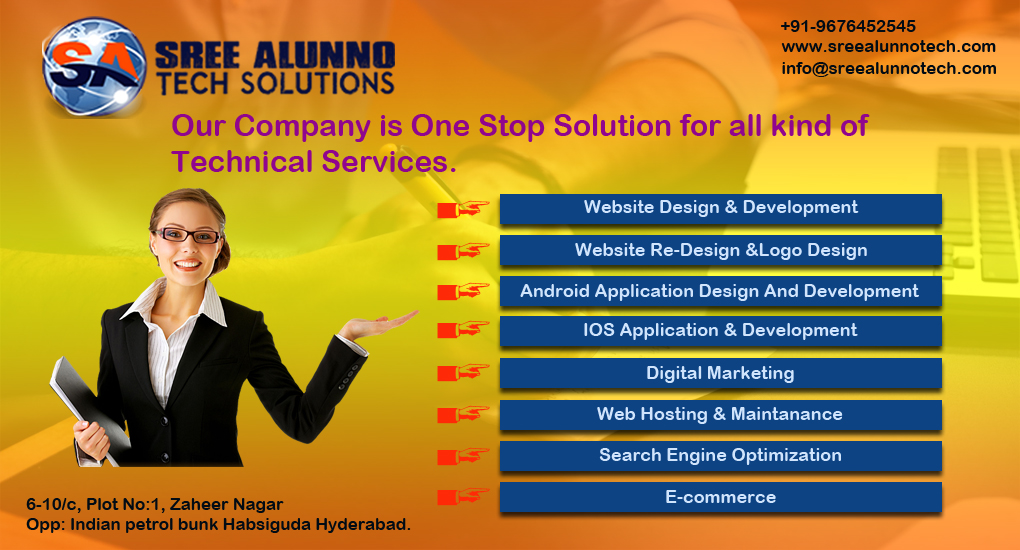 SA
SREE ALUNNO
TECH SOLUTIONS
+91-9676452545
www.sreealunnotech.com
info@sreealunnotech.com
Our Company is One Stop Solution for all kind of
Technical Services.
Website Design & Development
Website Re-Design &Logo Design
Android Application Design And Development
IOS Application & Development
Digital Marketing
Web Hosting & Maintanance
Search Engine Optimization
E-commerce
6-10/c, Plot No:1, Zaheer Nagar
Opp: Indian petrol bunk Habsiguda Hyderabad.